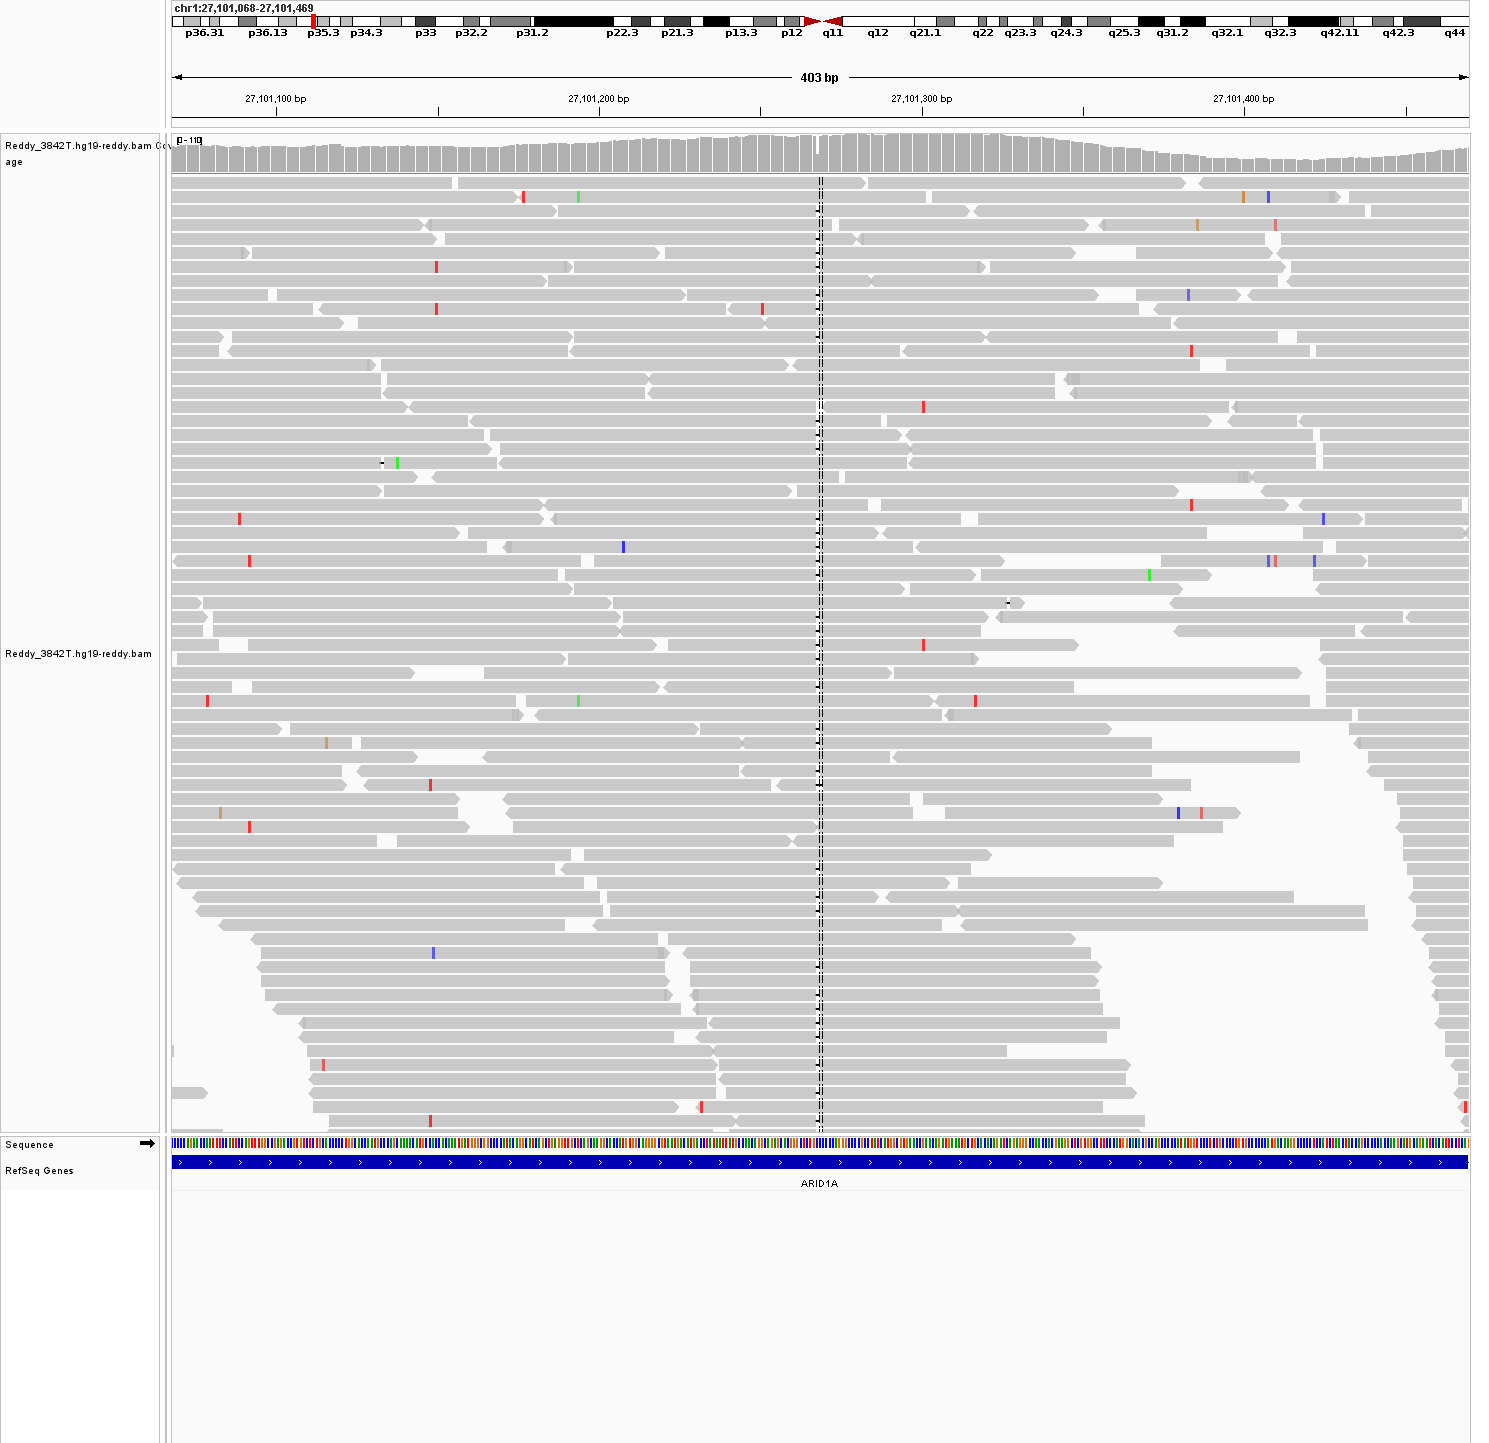 chr1:27,101,068-27,101,469
p36.31 p36.13 p35.3 p34.3 p33 p32.2 p31.2 p22.3 p21.3 p13.3 p12 q11 q12 q21.1 q22 q23.3 q24.3 q25.3 q31.2 q32.1 q32.3 q42.11 q42.3 q44
403 bp
27,101,100 bp 27,101,200 bp 27,101,300 bp 27,101,400 bp
[0 - 110]
Reddy_3842T.hg19-reddy.bam Cov
age
Reddy_3842T.hg19-reddy.bam
Sequence
RefSeq Genes
ARID1A